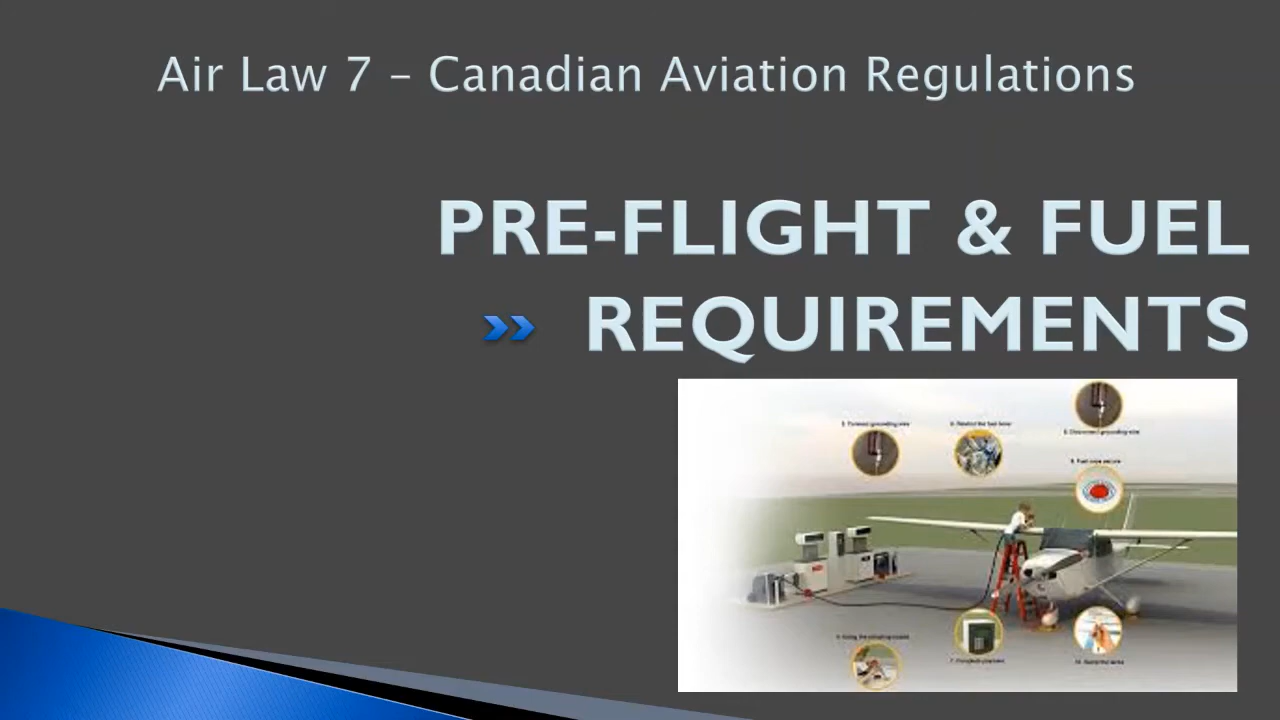 Air Law 7 – Canadian Aviation Regulations
PRE-FLIGHT & FUEL
REQUIREMENTS